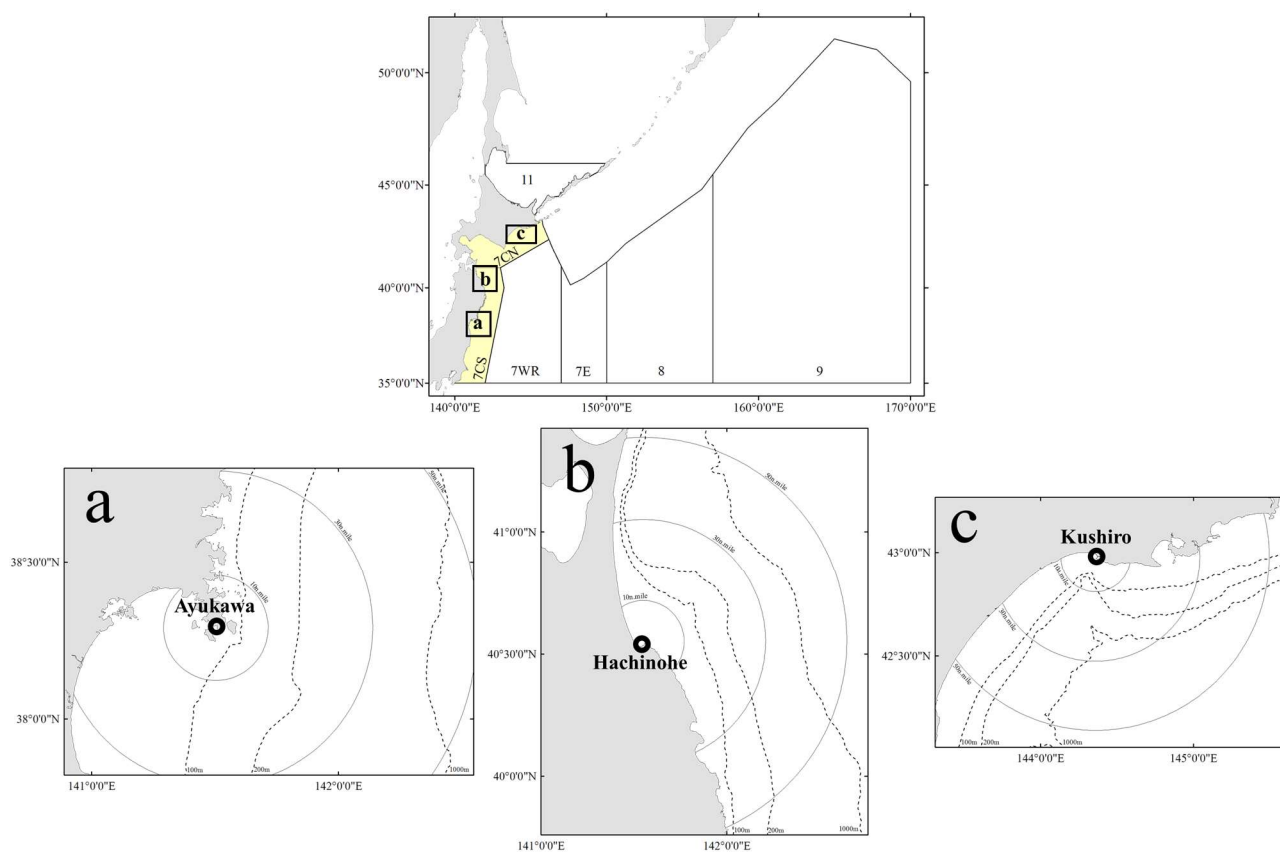 50°0'0"N
45°0'0"N
40°0'0"N
35°0'0"N
11
c
7CN
b
a
7CS
7WR
7E
8
9
140°0'0"E
150°0'0"E
160°0'0"E
170°0'0"E
a
38°30'0"N
38°0'0"N
10n.mile
30n.mile
50n.mile
Ayukawa
100m
200m
1000m
141°0'0"E
142°0'0"E
b
41°0'0"N
40°30'0"N
40°0'0"N
50n.mile
30n.mile
10n.mile
Hachinohe
100m
200m
1000m
141°0'0"E
142°0'0"E
c
Kushiro
43°0'0"N
42°30'0"N
10n.mile
30n.mile
50n.mile
100m
200m
1000m
144°0'0"E
145°0'0"E